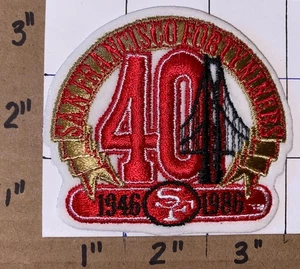 3"
SAN FRANCISCO FORTY NINERS
40
2"
1"
1946 SF 1986
1" 2" 3"